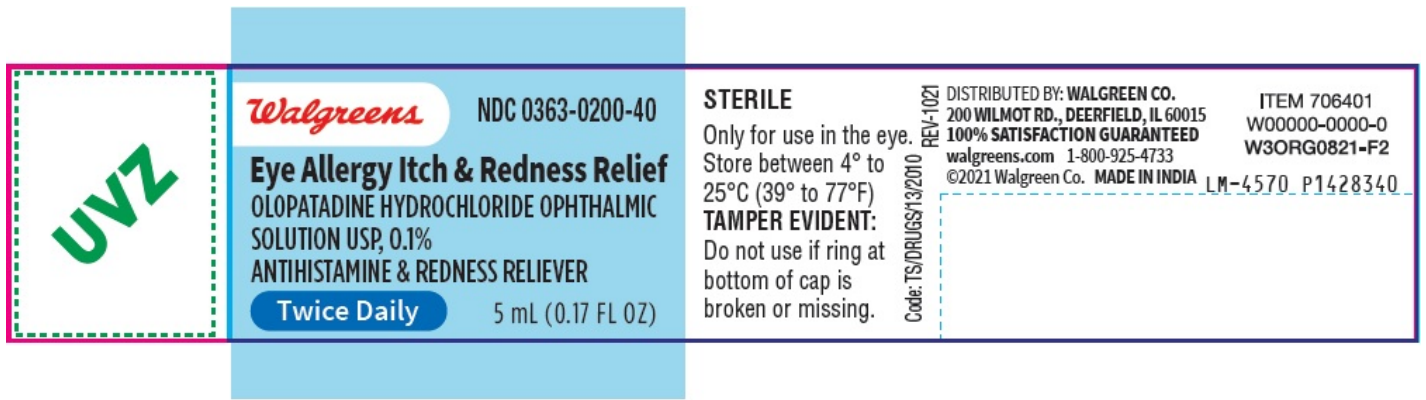 UVZ
Walgreens
NDC 0363-0200-40
Eye Allergy Itch & Redness Relief
OLOPATADINE HYDROCHLORIDE OPHTHALMIC
SOLUTION USP, 0.1%
ANTIHISTAMINE & REDNESS RELIEVER
Twice Daily
5 mL (0.17 FL OZ)
STERILE
Only for use in the eye.
Store between 4° to
25°C (39° to 77°F)
TAMPER EVIDENT:
Do not use if ring at
bottom of cap is
broken or missing.
Code: TS/DRUGS/13/2010
REV-1021
DISTRIBUTED BY: WALGREEN CO.
200 WILMOT RD., DEERFIELD, IL 60015
100% SATISFACTION GUARANTEED
walgreens.com 1-800-925-4733
©2021 Walgreen Co. MADE IN INDIA
ITEM 706401
W00000-0000-0
W3ORG0821-F2
LM-4570 P1428340